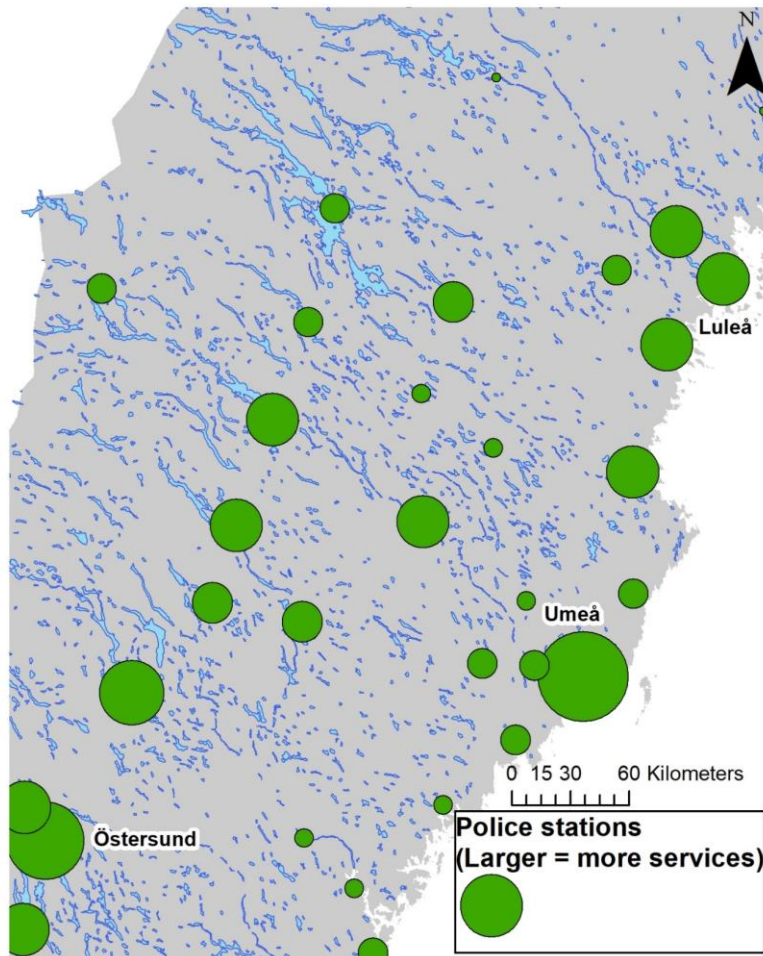 N
Luleå
Umeå
0 15 30 60 Kilometers
Östersund
Police stations
(Larger = more services)